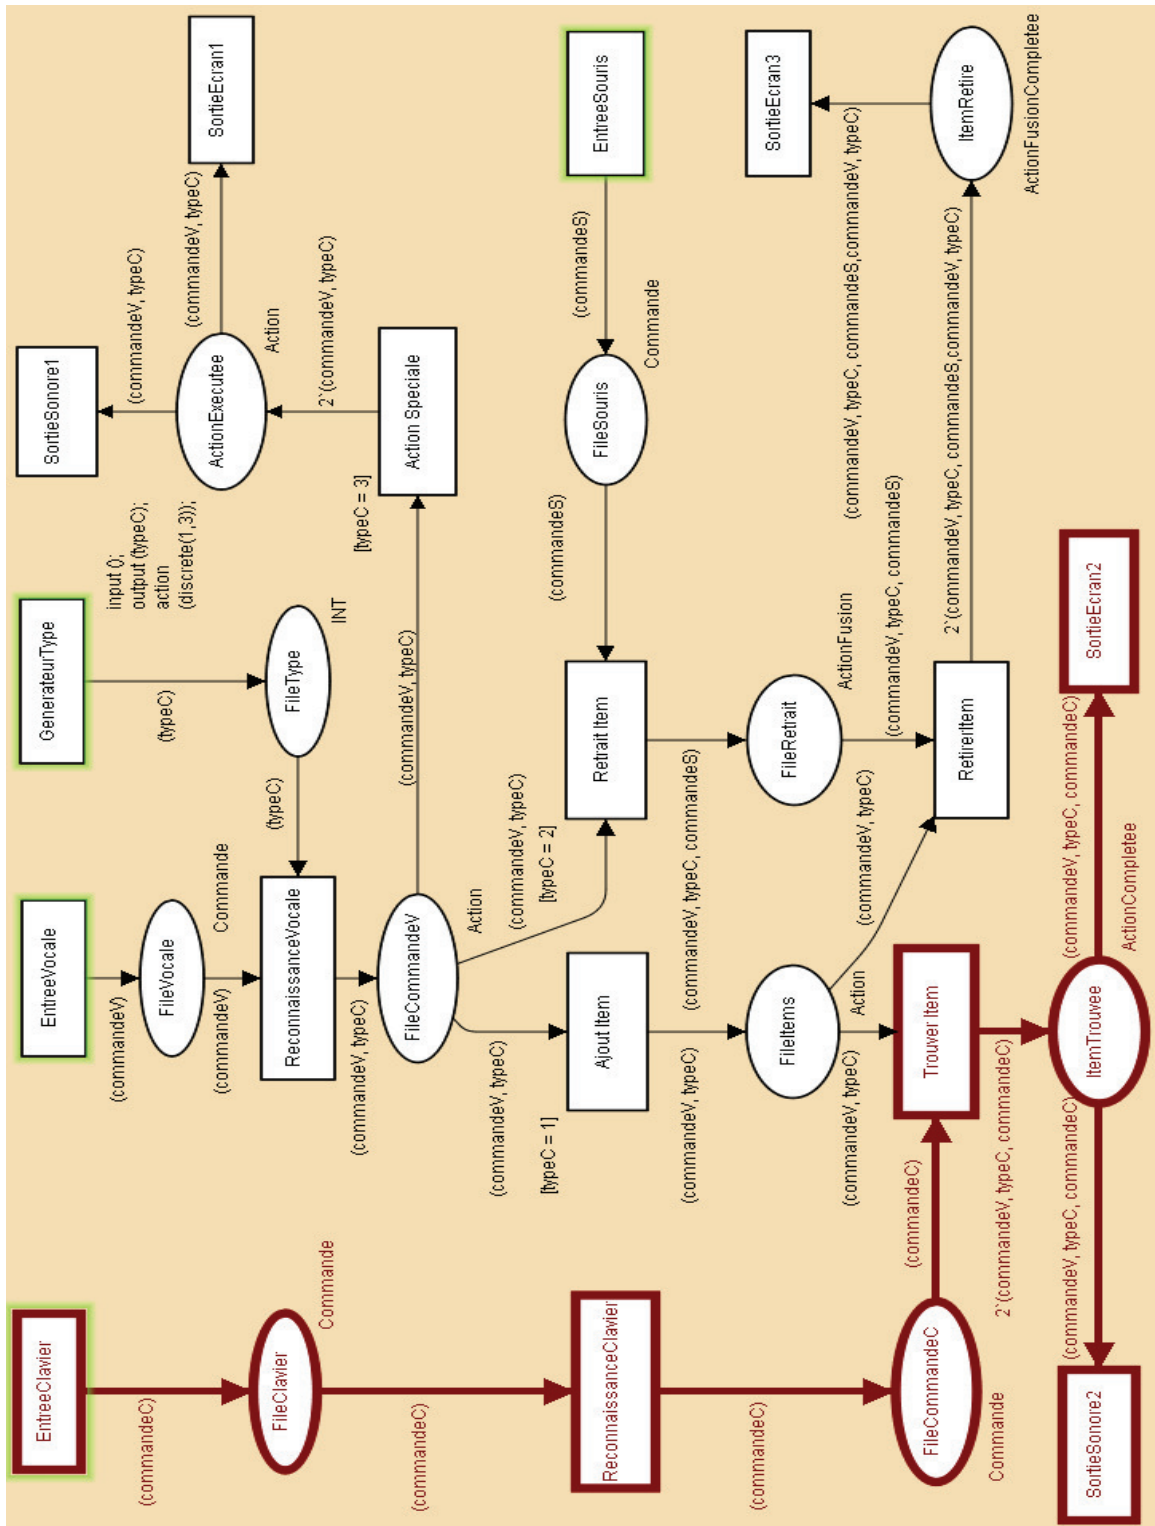 EntreeClavier
(commandeC)
FileClavier
Commande
(commandeC)
ReconnaissanceClavier
(commandeC)
FileCommandeC
Commande
(commandeC)
EntreeVocale
(commandeV)
FileVocale
Commande
(commandeV)
ReconnaissanceVocale
(commandeV, typeC)
FileCommandeV
Action
GenerateurType
(typeC)
FileType
INT
(typeC)
input ();
output (typeC);
action
(discrete(1,3));
(commandeV, typeC)
[typeC = 3]
Action Speciale
2`(commandeV, typeC)
ActionExecutee
Action
(commandeV, typeC)
SortieSonore1
(commandeV, typeC)
SortieEcran1
(commandeV, typeC)
[typeC = 1]
Ajout Item
(commandeV, typeC)
FileItems
Action
(commandeV, typeC)
(commandeV, typeC)
(commandeV, typeC)
[typeC = 2]
Retrait Item
EntreeSouris
(commandeS)
FileSouris
Commande
(commandeS)
(commandeV, typeC, commandeS)
FileRetrait
ActionFusion
(commandeV, typeC, commandeS)
RetirerItem
2`(commandeV, typeC, commandeS,commandeV, typeC)
ItemRetire
ActionFusionCompletee
(commandeV, typeC, commandeS,commandeV, typeC)
SortieEcran3
Trouver Item
2`(commandeV, typeC, commandeC)
ItemTrouvee
ActionCompletee
(commandeV, typeC, commandeC)
SortieSonore2
(commandeV, typeC, commandeC)
SortieEcran2